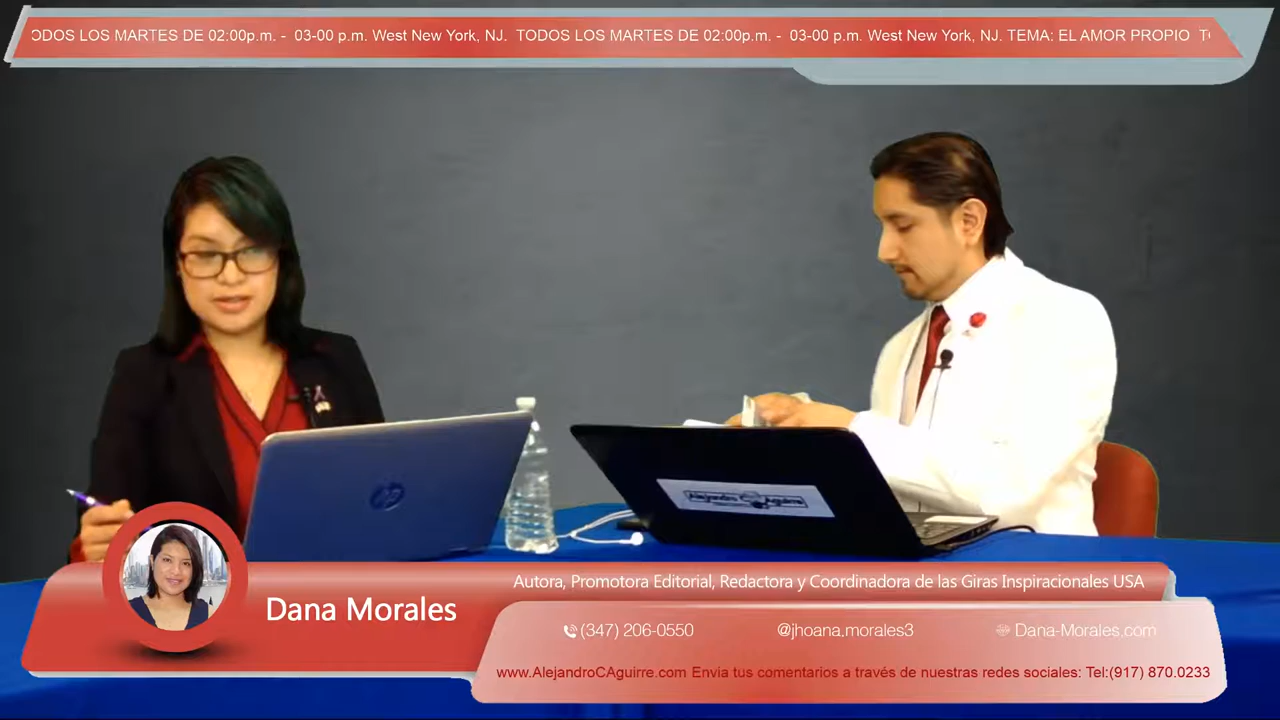 ODOS LOS MARTES DE 02:00p.m. - 03-00 p.m. West New York, NJ. TODOS LOS MARTES DE 02:00p.m. - 03-00 p.m. West New York, NJ. TEMA: EL AMOR PROPIO
hp
Alejandro C Aguirre
Autora, Promotora Editorial, Redactora y Coordinadora de las Giras Inspiracionales USA
Dana Morales
(347) 206-0550 @jhoana.morales3 Dana-Morales.com
www.AlejandroCAguirre.com Envia tus comentarios a través de nuestras redes sociales: Tel:(917) 870.0233